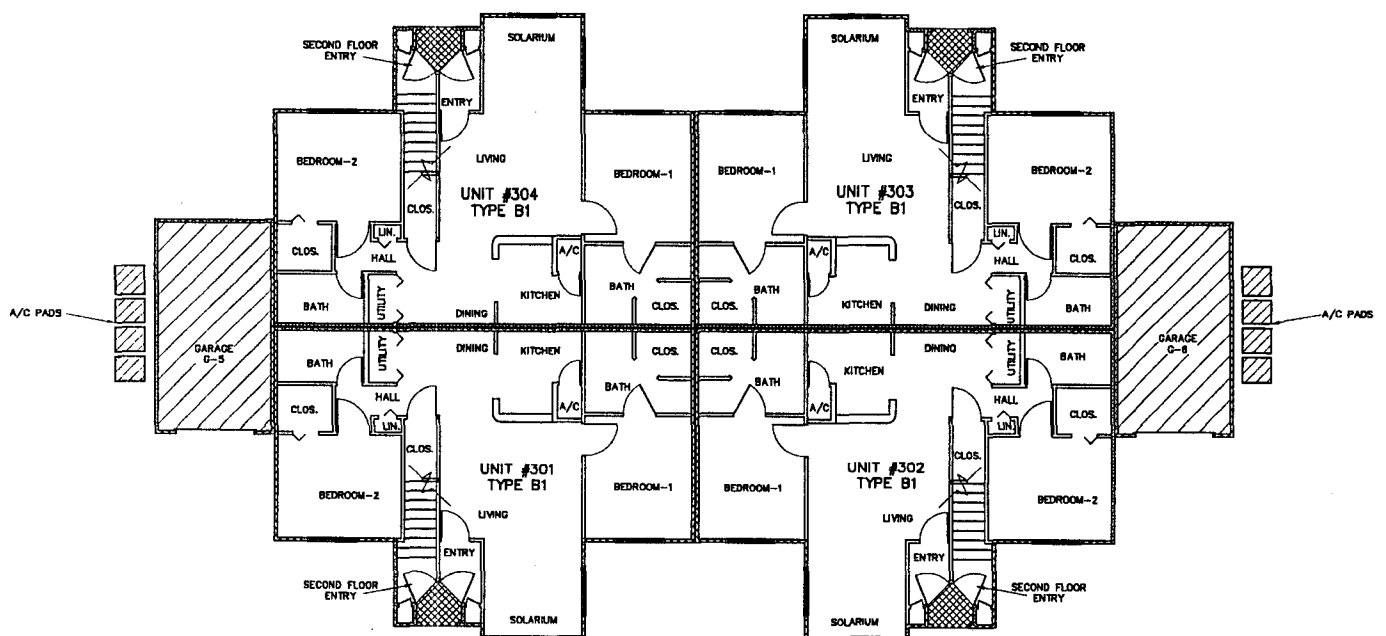 SOLARIUM
SOLARIUM
SECOND FLOOR
ENTRY
SECOND FLOOR
ENTRY
ENTRY
ENTRY
BEDROOM-2
LIVING
BEDROOM-1
BEDROOM-1
LIVING
BEDROOM-2
UNIT #304
TYPE B1
UNIT #303
TYPE B1
CLOS.
CLOS.
LIN.
LIN.
CLOS.
HALL
A/C
A/C
HALL
CLOS.
BATH
UTILITY
DINING
KITCHEN
BATH
CLOS.
CLOS.
BATH
KITCHEN
DINING
UTILITY
BATH
A/C PADS
A/C PADS
GARAGE
G-5
GARAGE
G-6
BATH
UTILITY
DINING
KITCHEN
BATH
CLOS.
CLOS.
BATH
KITCHEN
DINING
UTILITY
BATH
CLOS.
HALL
A/C
A/C
HALL
CLOS.
LIN.
LIN.
CLOS.
CLOS.
UNIT #301
TYPE B1
UNIT #302
TYPE B1
BEDROOM-2
LIVING
BEDROOM-1
BEDROOM-1
LIVING
BEDROOM-2
ENTRY
ENTRY
SECOND FLOOR
ENTRY
SECOND FLOOR
ENTRY
SOLARIUM
SOLARIUM